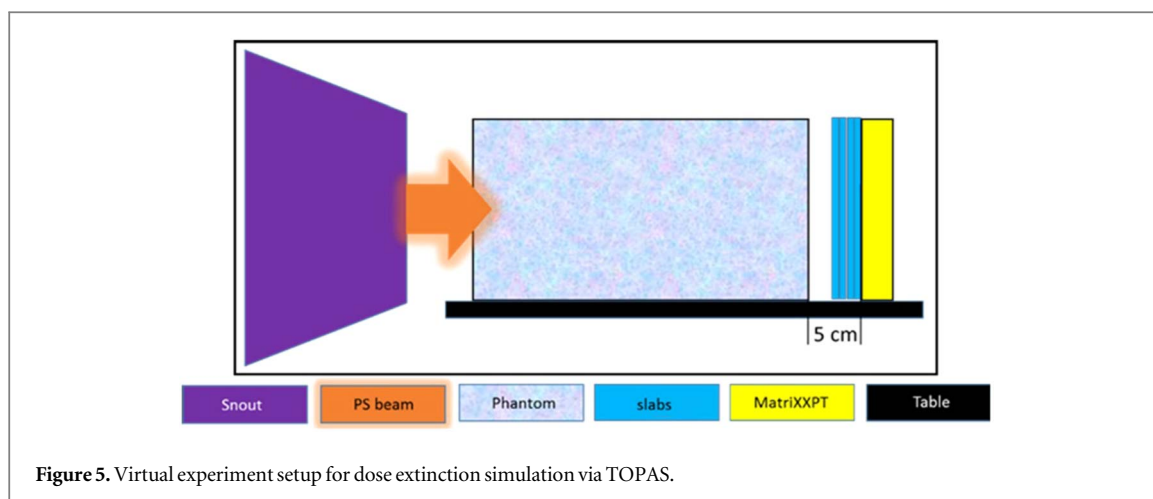 5 cm
Snout
PS beam
Phantom
slabs
MatriXXPT
Table
Figure 5. Virtual experiment setup for dose extinction simulation via TOPAS.